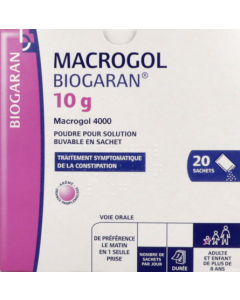 BIOGARAN
MACROGOL
BIOGARAN®
10 g
Macrogol 4000
POUDRE POUR SOLUTION
BUVABLE EN SACHET
TRAITEMENT SYMPTOMATIQUE
DE LA CONSTIPATION
20
SACHETS
VOIE ORALE
DE PRÉFÉRENCE
LE MATIN
EN 1 SEULE
PRISE
NOMBRE DE
SACHETS
PAR JOUR
DURÉE
ADULTE
ET ENFANT
DE PLUS DE
8 ANS